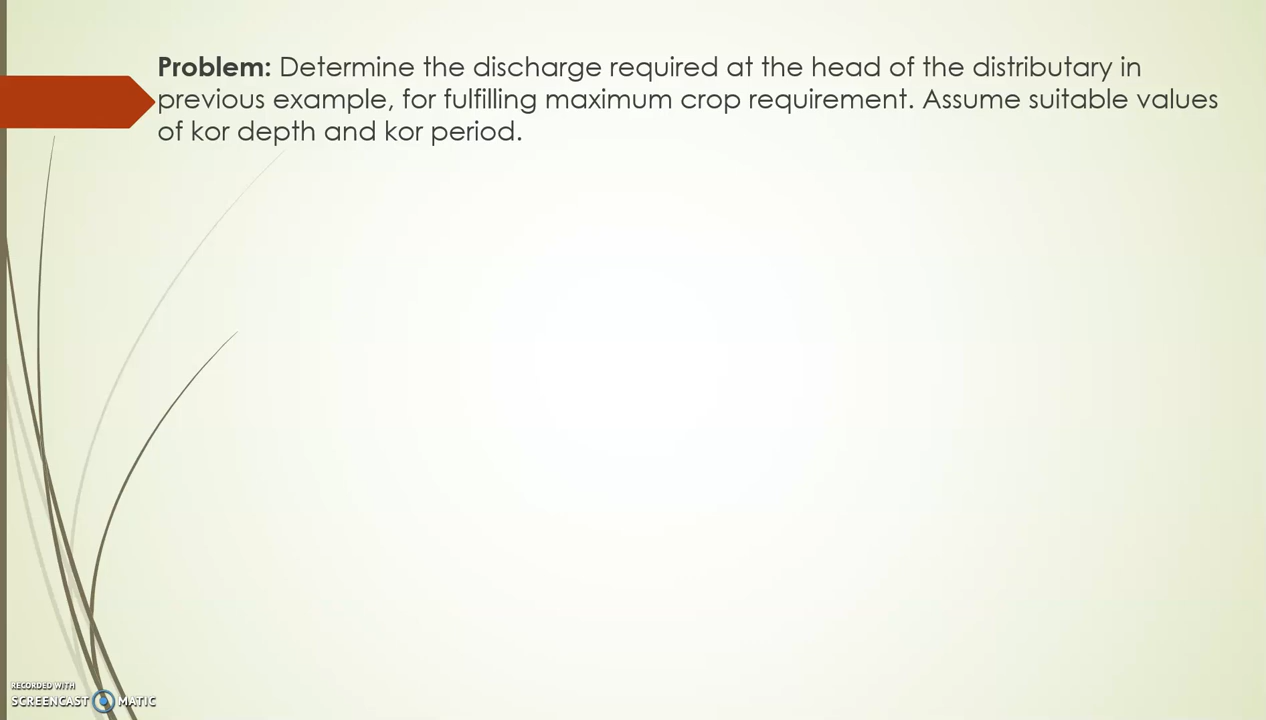 Problem: Determine the discharge required at the head of the distributary in
previous example, for fulfilling maximum crop requirement. Assume suitable values
of kor depth and kor period.
RECORDED WITH
SCREENCAST MATIC